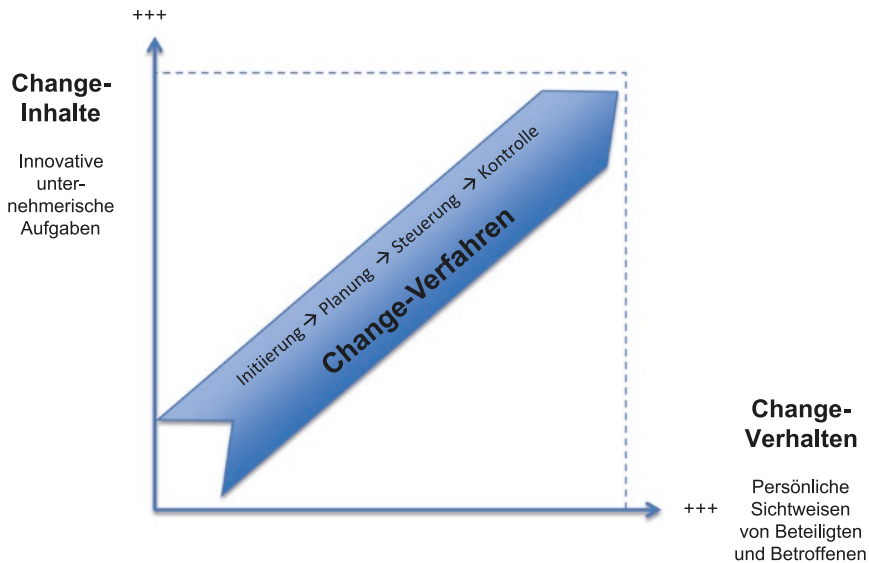 +++
Change-
Inhalte
Innovative
unter-
nehmerische
Aufgaben
Initiierung → Planung → Steuerung → Kontrolle
Change-Verfahren
+++
Change-
Verhalten
Persönliche
Sichtweisen
von Beteiligten
und Betroffenen